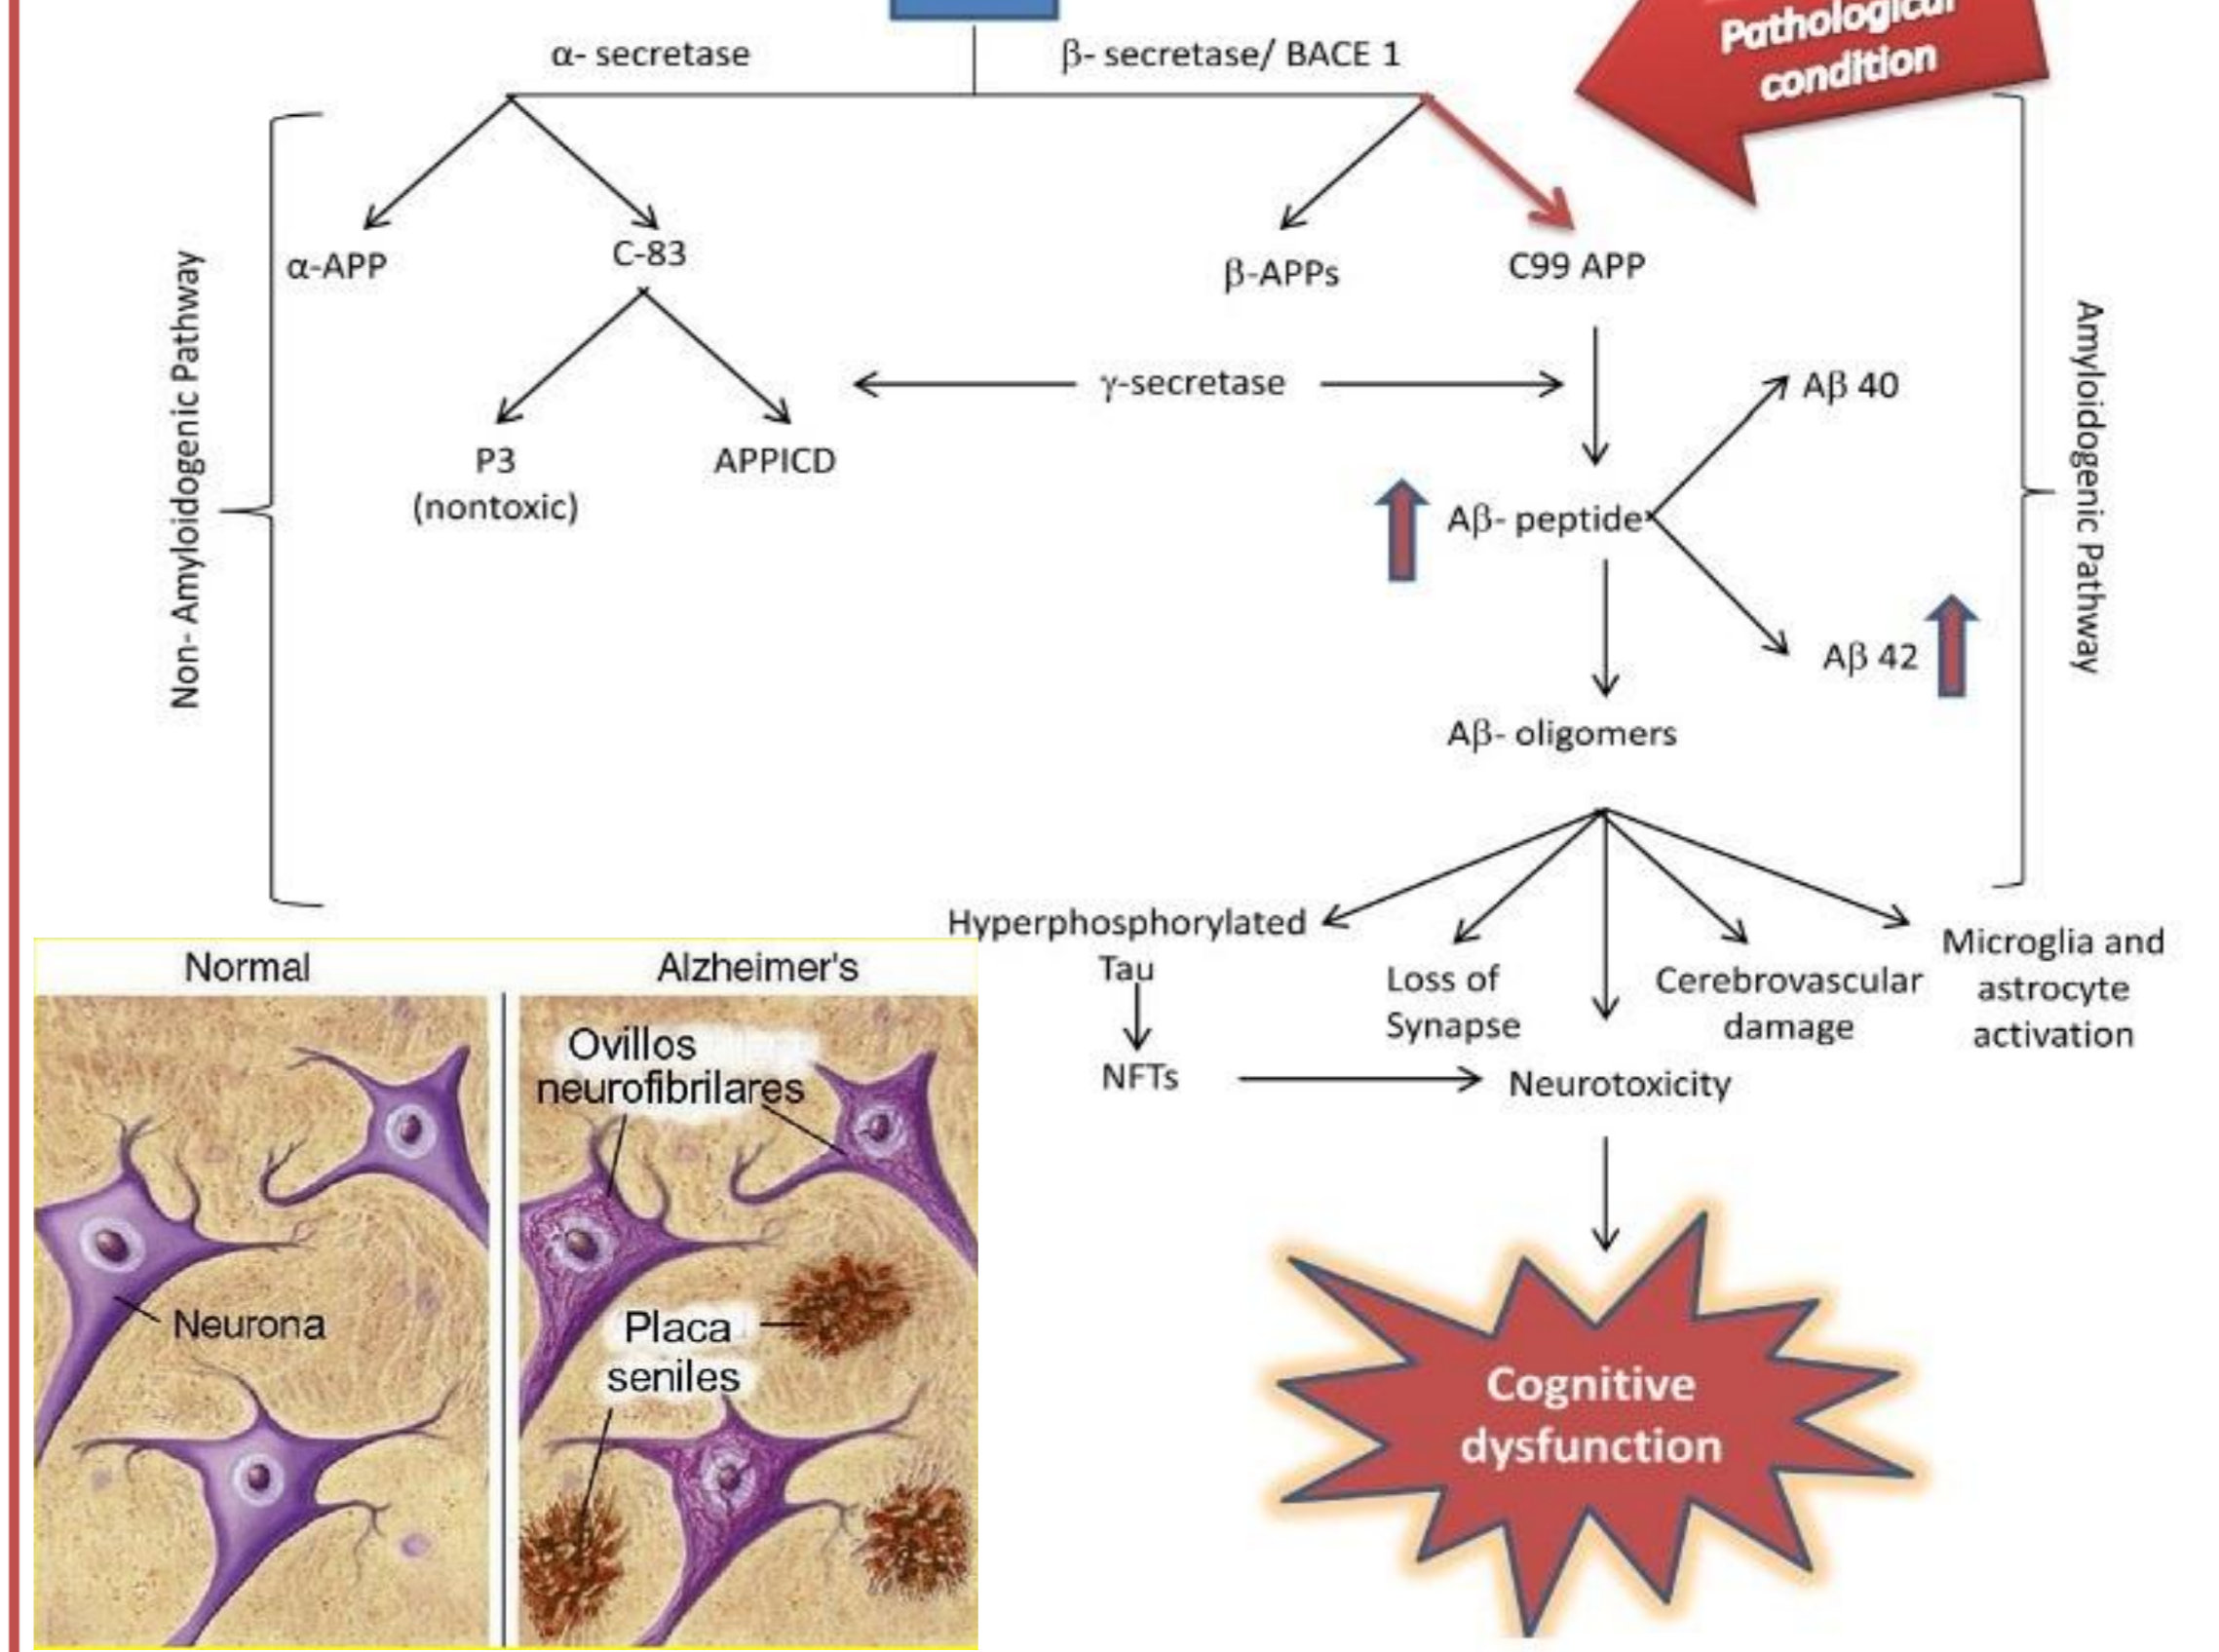 Pathological
condition
α- secretase
β- secretase/ BACE 1
Non- Amyloidogenic Pathway
α-APP
C-83
β-APPs
C99 APP
Amyloidogenic Pathway
γ-secretase
Aβ 40
P3
(nontoxic)
APPICD
Aβ- peptide
Aβ 42
Aβ- oligomers
Hyperphosphorylated
Tau
NFTs
Loss of
Synapse
Cerebrovascular
damage
Microglia and
astrocyte
activation
Neurotoxicity
Cognitive
dysfunction
Normal
Alzheimer's
Ovillos
neurofibrilares
Neurona
Placa
seniles